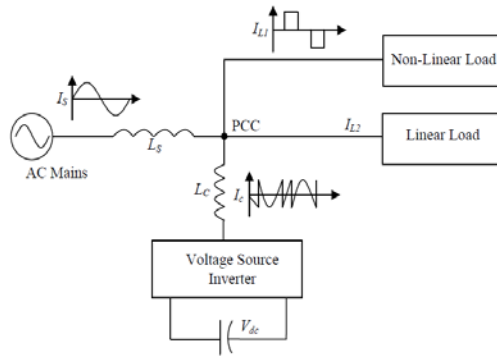 I_L1
Non-Linear Load
I_S
PCC
I_L2
Linear Load
L_S
AC Mains
L_C
I_c
Voltage Source
Inverter
V_dc